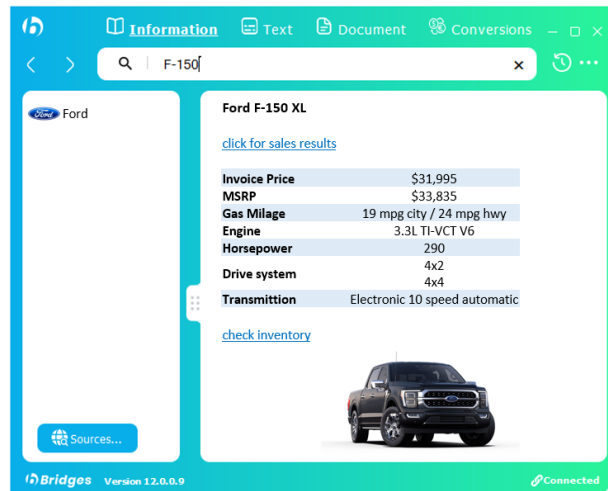 Information Text Document Conversions
F-150
Ford Ford
Ford F-150 XL
click for sales results
Invoice Price $31,995
MSRP $33,835
Gas Milage 19 mpg city / 24 mpg hwy
Engine 3.3L TI-VCT V6
Horsepower 290
Drive system 4x2
4x4
Transmittion Electronic 10 speed automatic
check inventory
Sources...
Bridges Version 12.0.0.9 Connected